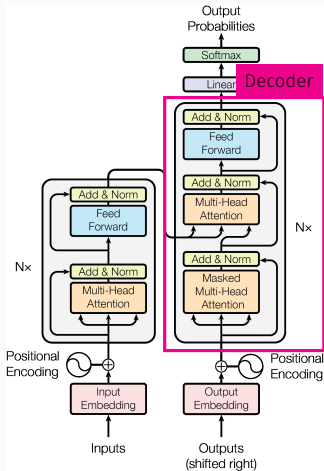 Output
Probabilities
Softmax
Linear
Decoder
Add & Norm
Feed
Forward
Add & Norm
Multi-Head
Attention
Add & Norm
Masked
Multi-Head
Attention
Nx
Add & Norm
Feed
Forward
Add & Norm
Multi-Head
Attention
Nx
Positional
Encoding
Positional
Encoding
Input
Embedding
Output
Embedding
Inputs
Outputs
(shifted right)